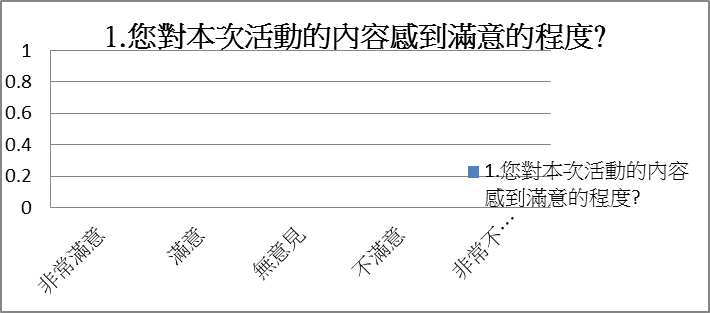 1.您對本次活動的內容感到滿意的程度?
1
0.8
0.6
0.4
0.2
0
非常滿意
滿意
無意見
不滿意
非常不…
1.您對本次活動的內容
感到滿意的程度?